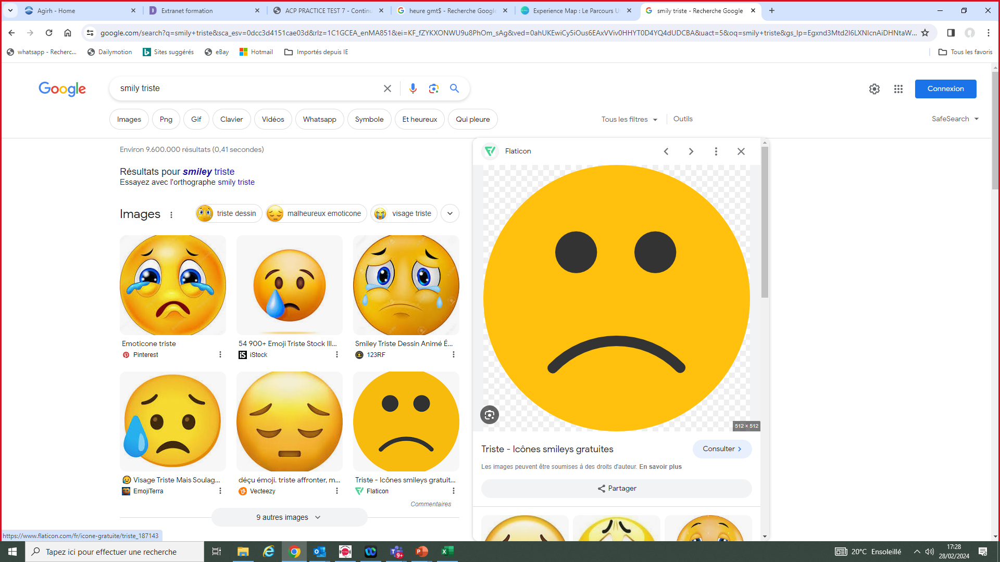 Agirh - Home
Extranet formation
ACP PRACTICE TEST 7 - Continu
heure gmt$ - Recherche Google
Experience Map : Le Parcours U
smily triste - Recherche Google
google.com/search?q=smily+triste&sca_esv=0dcc3d4151cae03d&rlz=1C1GCEA_enMA851&ei=KF_fZYKXONWU9u8PhOm_sAg&ved=0ahUKEwiCy5iOus6EAxVViv0HHYT0D4YQ4dUDCBA&uact=5&oq=smily+triste&gs_lp=Egxnd3Mtd2l6LXNlcnAiDHNtaW...
whatsapp - Recherc...
Dailymotion
Sites suggérés
eBay
Hotmail
Importés depuis IE
Tous les favoris
Google
smily triste
Connexion
Images
Png
Gif
Clavier
Vidéos
Whatsapp
Symbole
Et heureux
Qui pleure
Tous les filtres
Outils
SafeSearch
Environ 9.600.000 résultats (0,41 secondes)
Résultats pour smiley triste
Essayez avec l'orthographe smily triste
Images
triste dessin
malheureux emoticone
visage triste
Emoticone triste
Pinterest
54 900+ Emoji Triste Stock Ill...
iS
iStock
Smiley Triste Dessin Animé É...
123RF
Visage Triste Mais Soulag...
EmojiTerra
déçu émoji. triste affronter, m...
Vecteezy
Triste - Icônes smileys gratuit...
Flaticon
Commentaires
9 autres images
Flaticon
512 × 512
Triste - Icônes smileys gratuites
Consulter
Les images peuvent être soumises à des droits d'auteur. En savoir plus
Partager
https://www.flaticon.com/fr/icone-gratuite/triste_187143
Tapez ici pour effectuer une recherche
9+
20°C Ensoleillé
17:28
28/02/2024